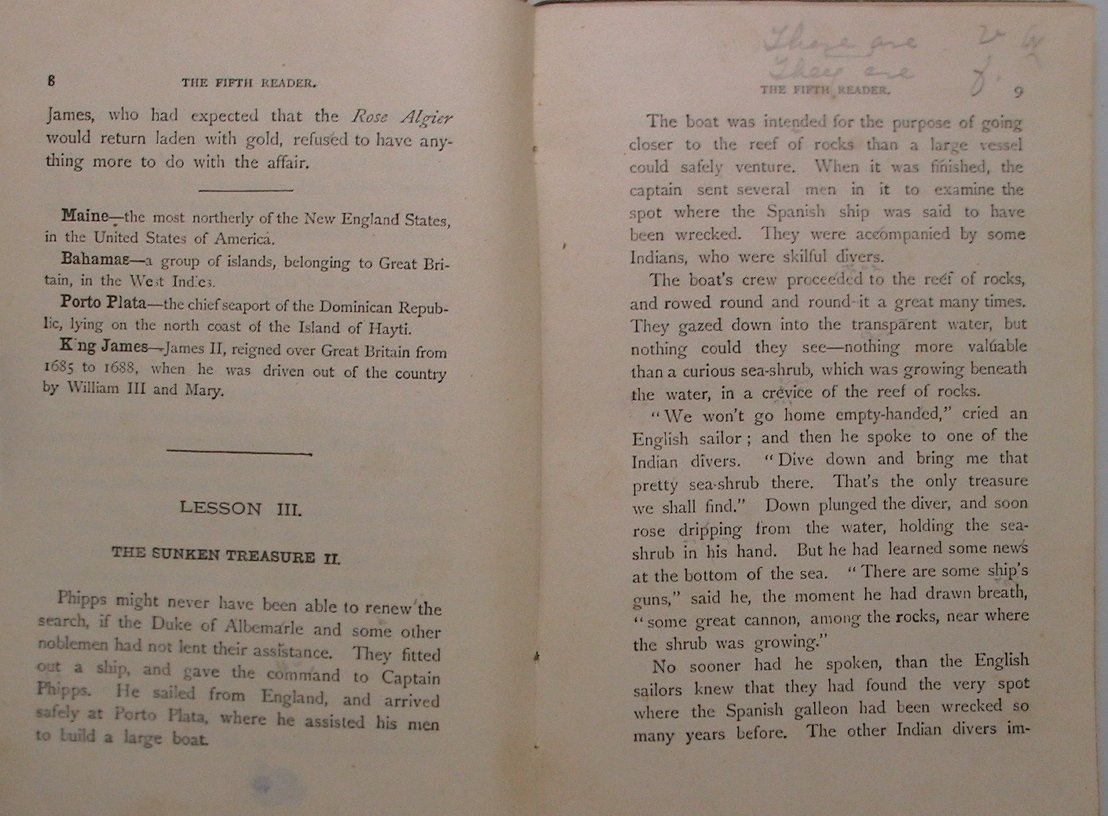 8 THE FIFTH READER.
James, who had expected that the Rose Algier
would return laden with gold, refused to have any-
thing more to do with the affair.
Maine—the most northerly of the New England States,
in the United States of America.
Bahamas—a group of islands, belonging to Great Bri-
tain, in the West Indies.
Porto Plata—the chief seaport of the Dominican Repub-
lic, lying on the north coast of the Island of Hayti.
King James—James II, reigned over Great Britain from
1685 to 1688, when he was driven out of the country
by William III and Mary.
LESSON III.
THE SUNKEN TREASURE II.
Phipps might never have been able to renew the
search, if the Duke of Albemarle and some other
noblemen had not lent their assistance. They fitted
out a ship, and gave the command to Captain
Phipps. He sailed from England, and arrived
safely at Porto Plata, where he assisted his men
to build a large boat.
There are
They are
THE FIFTH READER. 9
The boat was intended for the purpose of going
closer to the reef of rocks than a large vessel
could safely venture. When it was finished, the
captain sent several men in it to examine the
spot where the Spanish ship was said to have
been wrecked. They were accompanied by some
Indians, who were skilful divers.
The boat's crew proceeded to the reef of rocks,
and rowed round and round it a great many times.
They gazed down into the transparent water, but
nothing could they see—nothing more valuable
than a curious sea-shrub, which was growing beneath
the water, in a crevice of the reef of rocks.
"We won't go home empty-handed," cried an
English sailor; and then he spoke to one of the
Indian divers. "Dive down and bring me that
pretty sea-shrub there. That's the only treasure
we shall find." Down plunged the diver, and soon
rose dripping from the water, holding the sea-
shrub in his hand. But he had learned some news
at the bottom of the sea. "There are some ship's
guns," said he, the moment he had drawn breath,
"some great cannon, among the rocks, near where
the shrub was growing."
No sooner had he spoken, than the English
sailors knew that they had found the very spot
where the Spanish galleon had been wrecked so
many years before. The other Indian divers im-